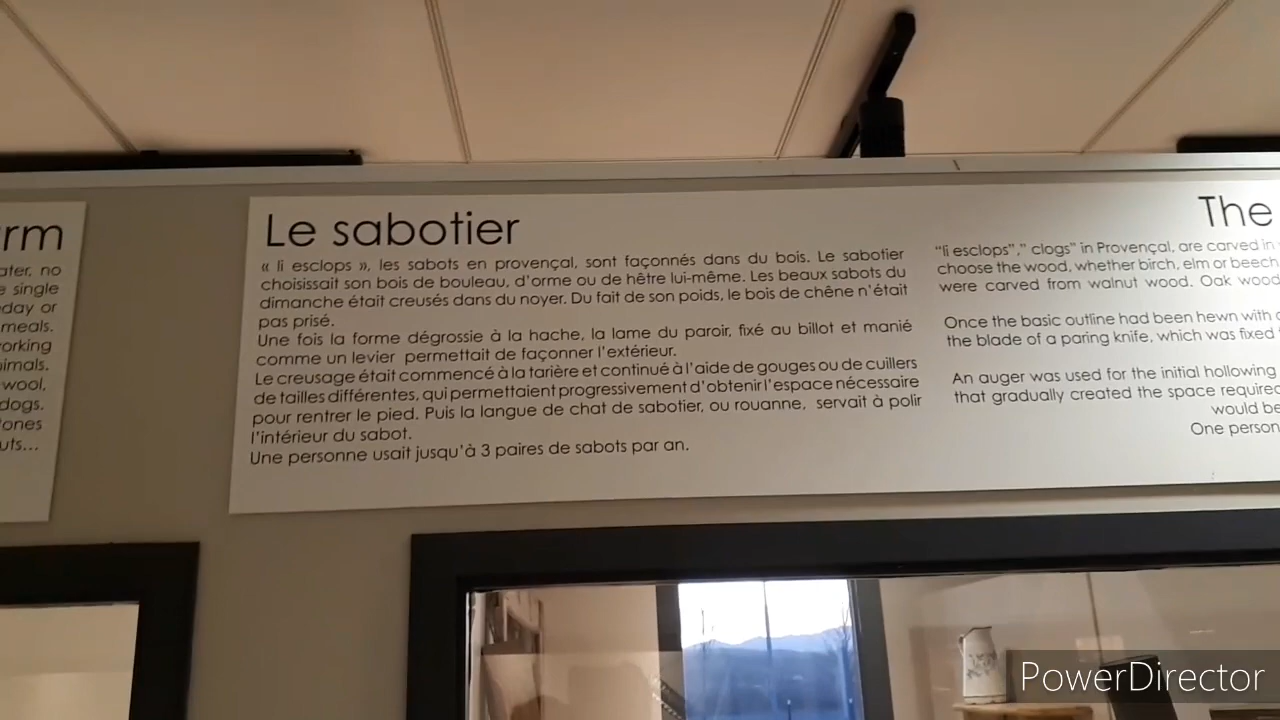 rm
ater, no
e single
day or
meals.
orking
imals.
wool,
dogs.
ones
uts...
Le sabotier
« li esclops », les sabots en provençal, sont façonnés dans du bois. Le sabotier
choisissait son bois de bouleau, d'orme ou de hêtre lui-même. Les beaux sabots du
dimanche était creusés dans du noyer. Du fait de son poids, le bois de chêne n'était
pas prisé.
Une fois la forme dégrossie à la hache, la lame du paroir, fixé au billot et manié
comme un levier permettait de façonner l'extérieur.
Le creusage était commencé à la tarière et continué à l'aide de gouges ou de cuillers
de tailles différentes, qui permettaient progressivement d'obtenir l'espace nécessaire
pour rentrer le pied. Puis la langue de chat de sabotier, ou rouanne, servait à polir
l'intérieur du sabot.
Une personne usait jusqu'à 3 paires de sabots par an.
The
"li esclops"," clogs" in Provençal, are carved in
choose the wood, whether birch, elm or beech
were carved from walnut wood. Oak wood
Once the basic outline had been hewn with
the blade of a paring knife, which was fixed
An auger was used for the initial hollowing
that gradually created the space required
would be
One person
PowerDirector